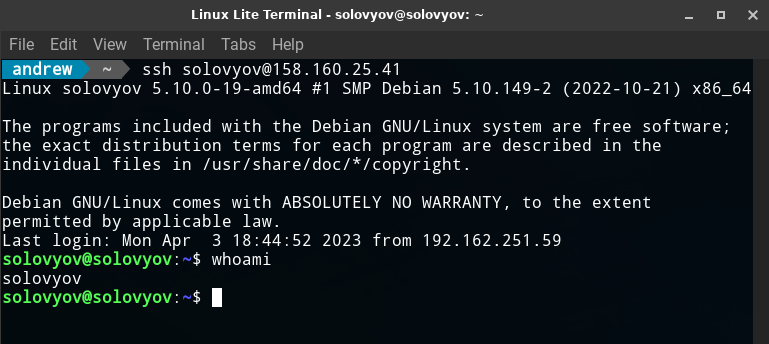 Linux Lite Terminal - solovyov@solovyov: ~
File Edit View Terminal Tabs Help
andrew ~ ssh solovyov@158.160.25.41
Linux solovyov 5.10.0-19-amd64 #1 SMP Debian 5.10.149-2 (2022-10-21) x86_64

The programs included with the Debian GNU/Linux system are free software;
the exact distribution terms for each program are described in the
individual files in /usr/share/doc/*/copyright.

Debian GNU/Linux comes with ABSOLUTELY NO WARRANTY, to the extent
permitted by applicable law.
Last login: Mon Apr  3 18:44:52 2023 from 192.162.251.59
solovyov@solovyov:~$ whoami
solovyov
solovyov@solovyov:~$